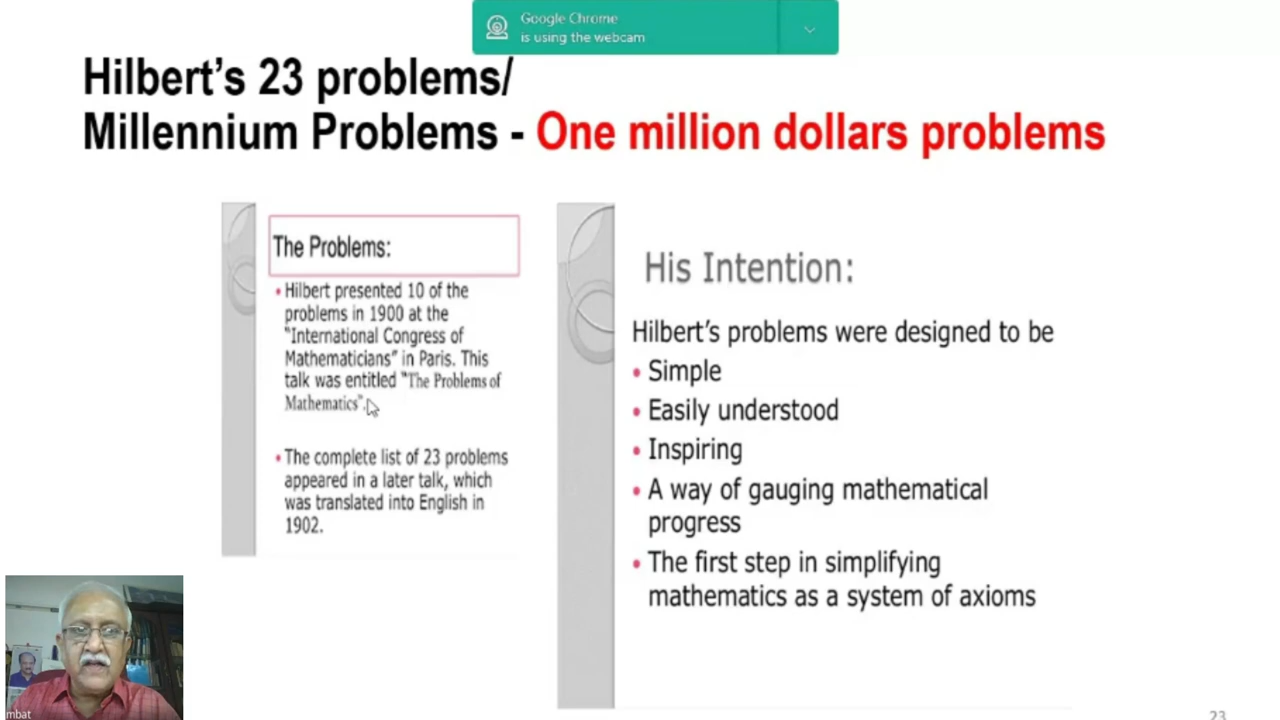 Google Chrome
is using the webcam
Hilbert's 23 problems/
Millennium Problems - One million dollars problems
The Problems:
• Hilbert presented 10 of the
problems in 1900 at the
"International Congress of
Mathematicians" in Paris. This
talk was entitled "The Problems of
Mathematics".
• The complete list of 23 problems
appeared in a later talk, which
was translated into English in
1902.
His Intention:
Hilbert's problems were designed to be
• Simple
• Easily understood
• Inspiring
• A way of gauging mathematical
progress
• The first step in simplifying
mathematics as a system of axioms
mbat
23